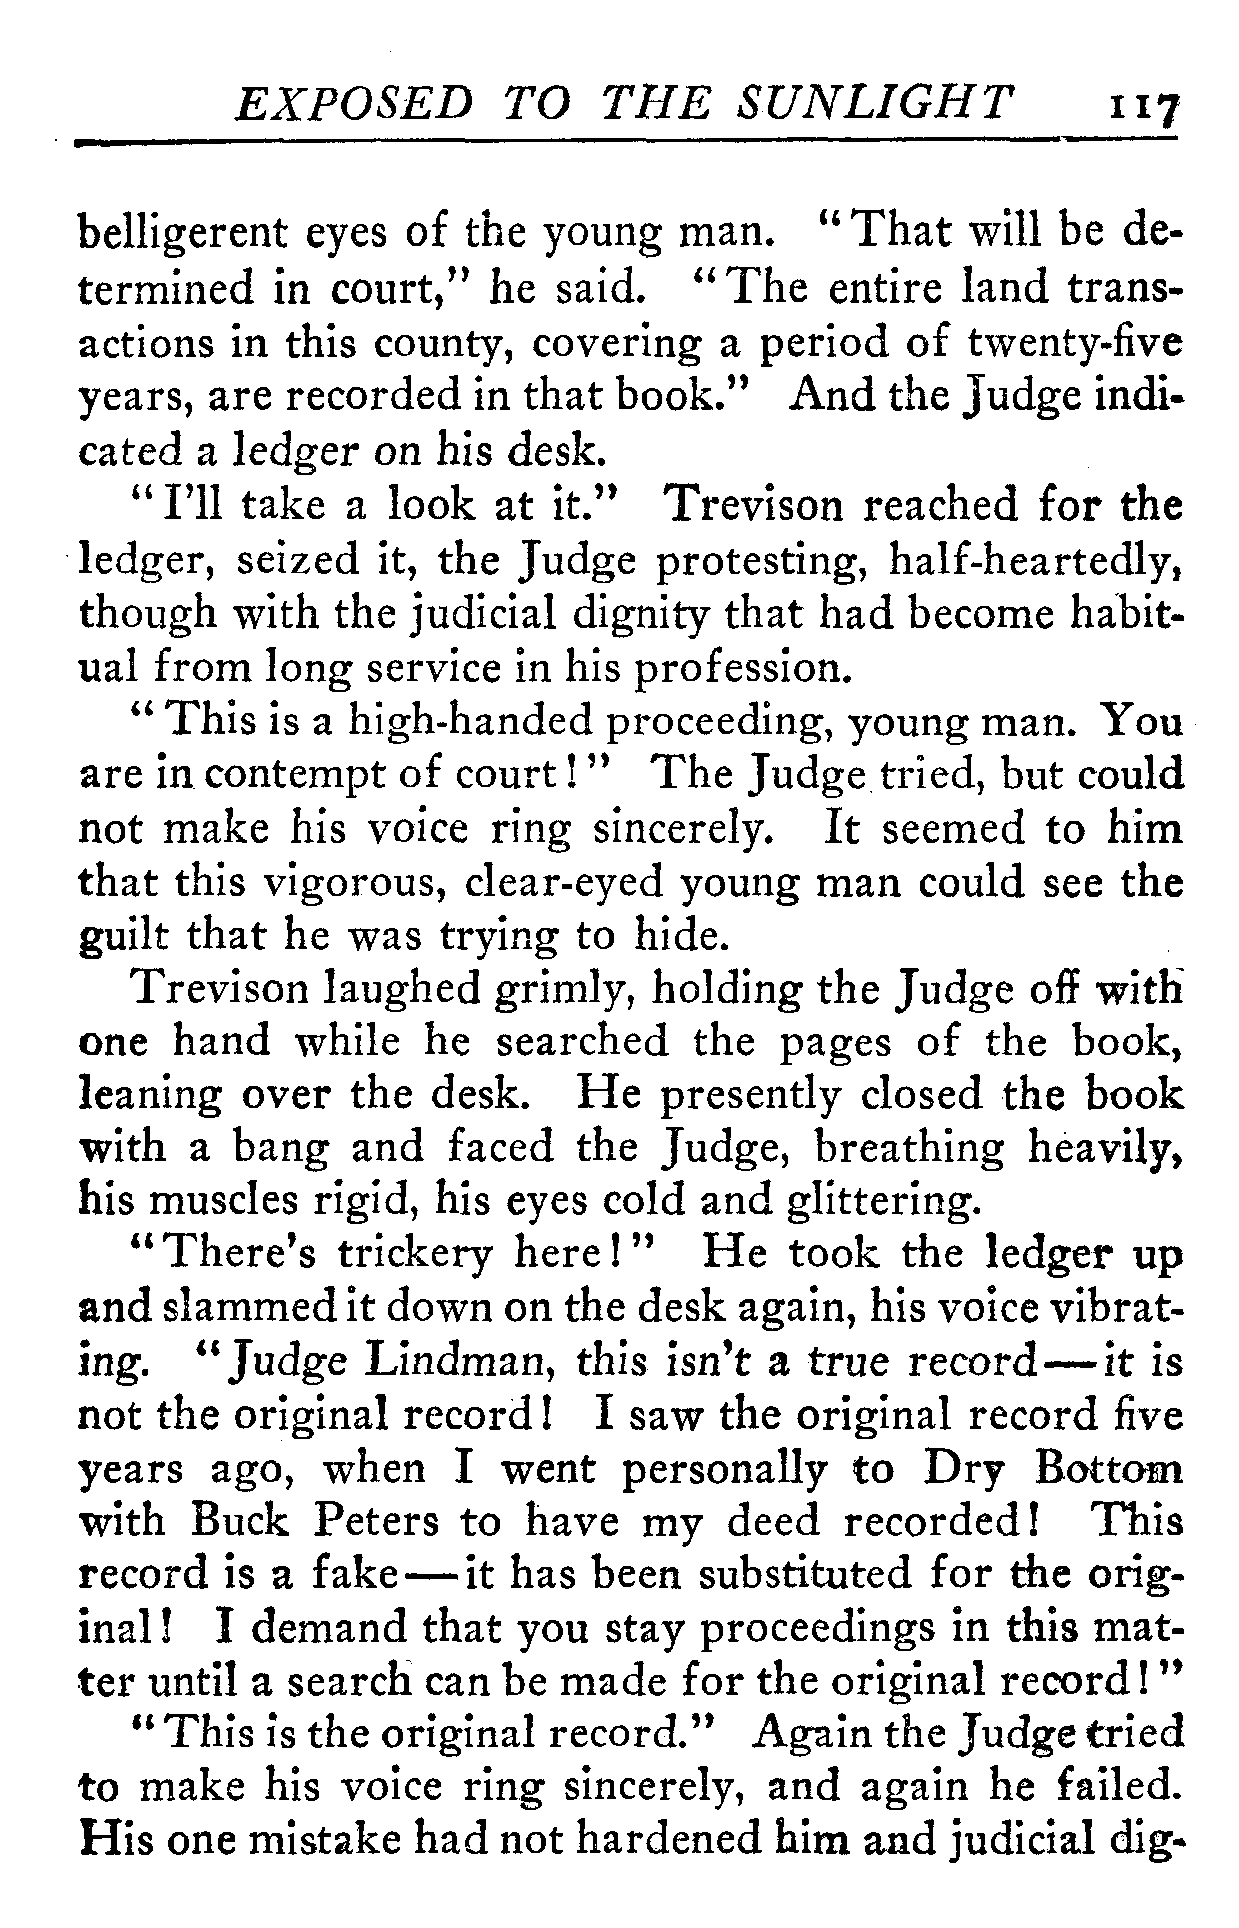 EXPOSED TO THE SUNLIGHT 117
belligerent eyes of the young man. "That will be de-
termined in court," he said. "The entire land trans-
actions in this county, covering a period of twenty-five
years, are recorded in that book." And the Judge indi-
cated a ledger on his desk.
"I'll take a look at it." Trevison reached for the
ledger, seized it, the Judge protesting, half-heartedly,
though with the judicial dignity that had become habit-
ual from long service in his profession.
"This is a high-handed proceeding, young man. You
are in contempt of court!" The Judge tried, but could
not make his voice ring sincerely. It seemed to him
that this vigorous, clear-eyed young man could see the
guilt that he was trying to hide.
Trevison laughed grimly, holding the Judge off with
one hand while he searched the pages of the book,
leaning over the desk. He presently closed the book
with a bang and faced the Judge, breathing heavily,
his muscles rigid, his eyes cold and glittering.
"There's trickery here!" He took the ledger up
and slammed it down on the desk again, his voice vibrat-
ing. "Judge Lindman, this isn't a true record—it is
not the original record! I saw the original record five
years ago, when I went personally to Dry Bottom
with Buck Peters to have my deed recorded! This
record is a fake—it has been substituted for the orig-
inal! I demand that you stay proceedings in this mat-
ter until a search can be made for the original record!"
"This is the original record." Again the Judge tried
to make his voice ring sincerely, and again he failed.
His one mistake had not hardened him and judicial dig-